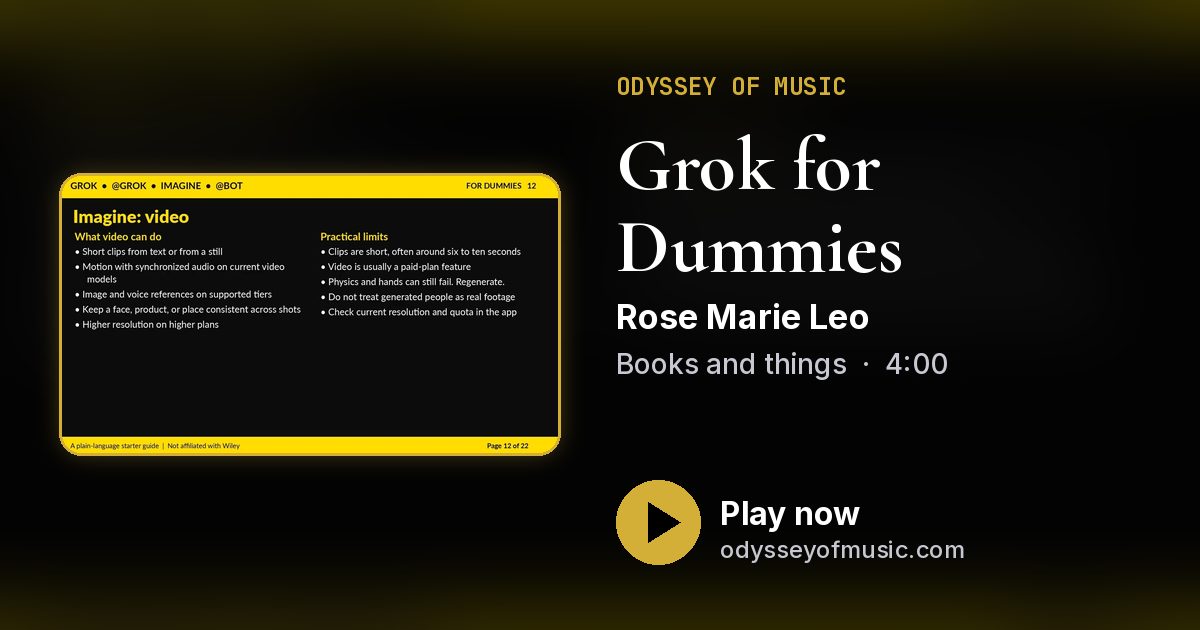 GROK • @GROK • IMAGINE • @BOT
FOR DUMMIES 12
Imagine: video
What video can do
• Short clips from text or from a still
• Motion with synchronized audio on current video
models
• Image and voice references on supported tiers
• Keep a face, product, or place consistent across shots
• Higher resolution on higher plans
Practical limits
• Clips are short, often around six to ten seconds
• Video is usually a paid-plan feature
• Physics and hands can still fail. Regenerate.
• Do not treat generated people as real footage
• Check current resolution and quota in the app
A plain-language starter guide | Not affiliated with Wiley
Page 12 of 22
ODYSSEY OF MUSIC
Grok for
Dummies
Rose Marie Leo
Books and things · 4:00
Play now
odysseyofmusic.com